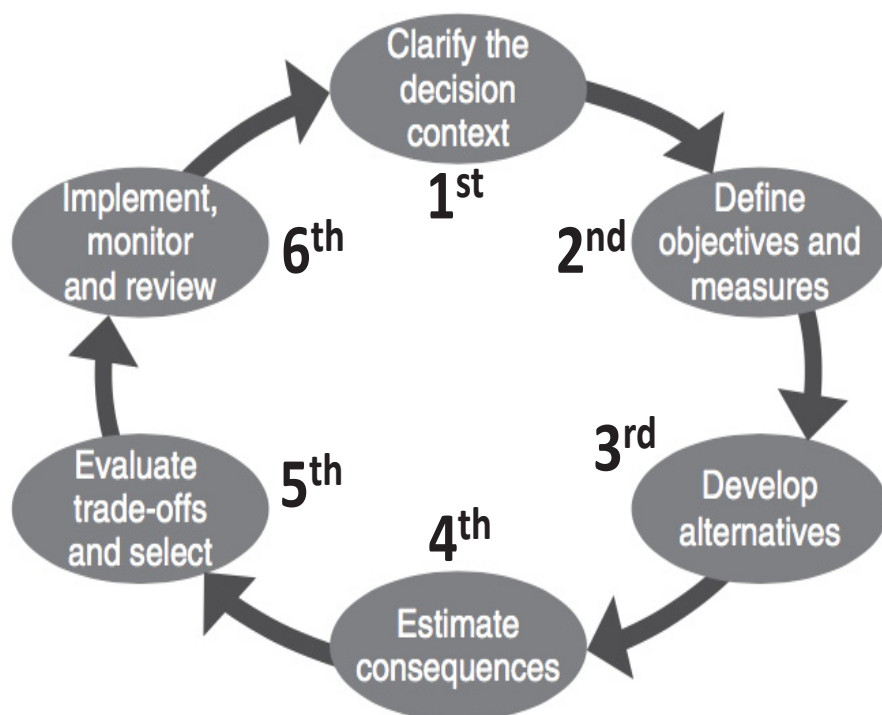 Clarify the
decision
context
1st
Define
objectives and
measures
2nd
Develop
alternatives
3rd
Estimate
consequences
4th
Evaluate
trade-offs
and select
5th
Implement,
monitor
and review
6th